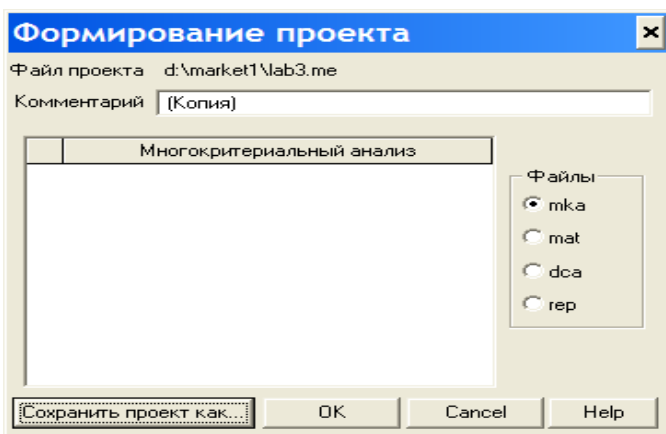 Формирование проекта
Файл проекта d:\market1\lab3.me
Комментарий (Копия)
Многокритериальный анализ
Файлы
mka
mat
dca
rep
Сохранить проект как... OK Cancel Help